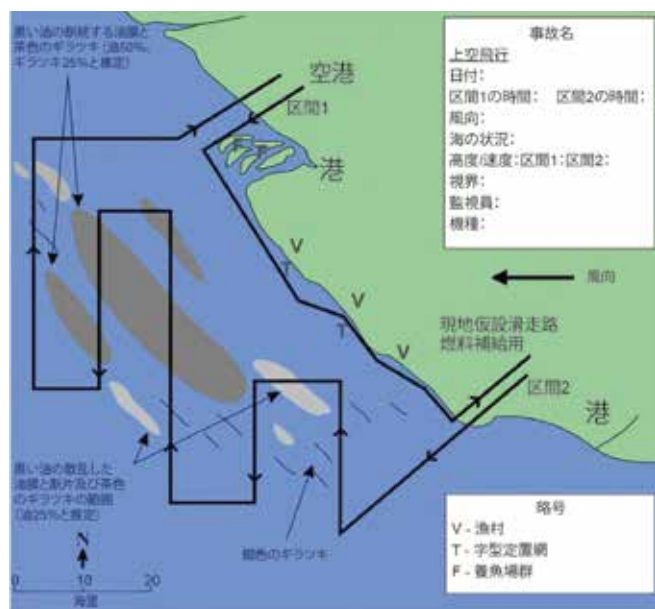 黒い油の断続する油膜と
茶色のギラツキ（油50%、
ギラツキ25%と推定）
空港
区間1
F
F
F
港
V
T
V
T
V
現地仮設滑走路
燃料補給用
区間2
港
風向
事故名
上空飛行
日付:
区間1の時間: 区間2の時間:
風向:
海の状況:
高度/速度:区間1:区間2:
視界:
監視員:
機種:
黒い油の散乱した
油膜と断片及び茶色
のギラツキの範囲
（油25%と推定）
銀色のギラツキ
N
0 10 20
海里
略号
V - 漁村
T - 字型定置網
F - 養魚場群